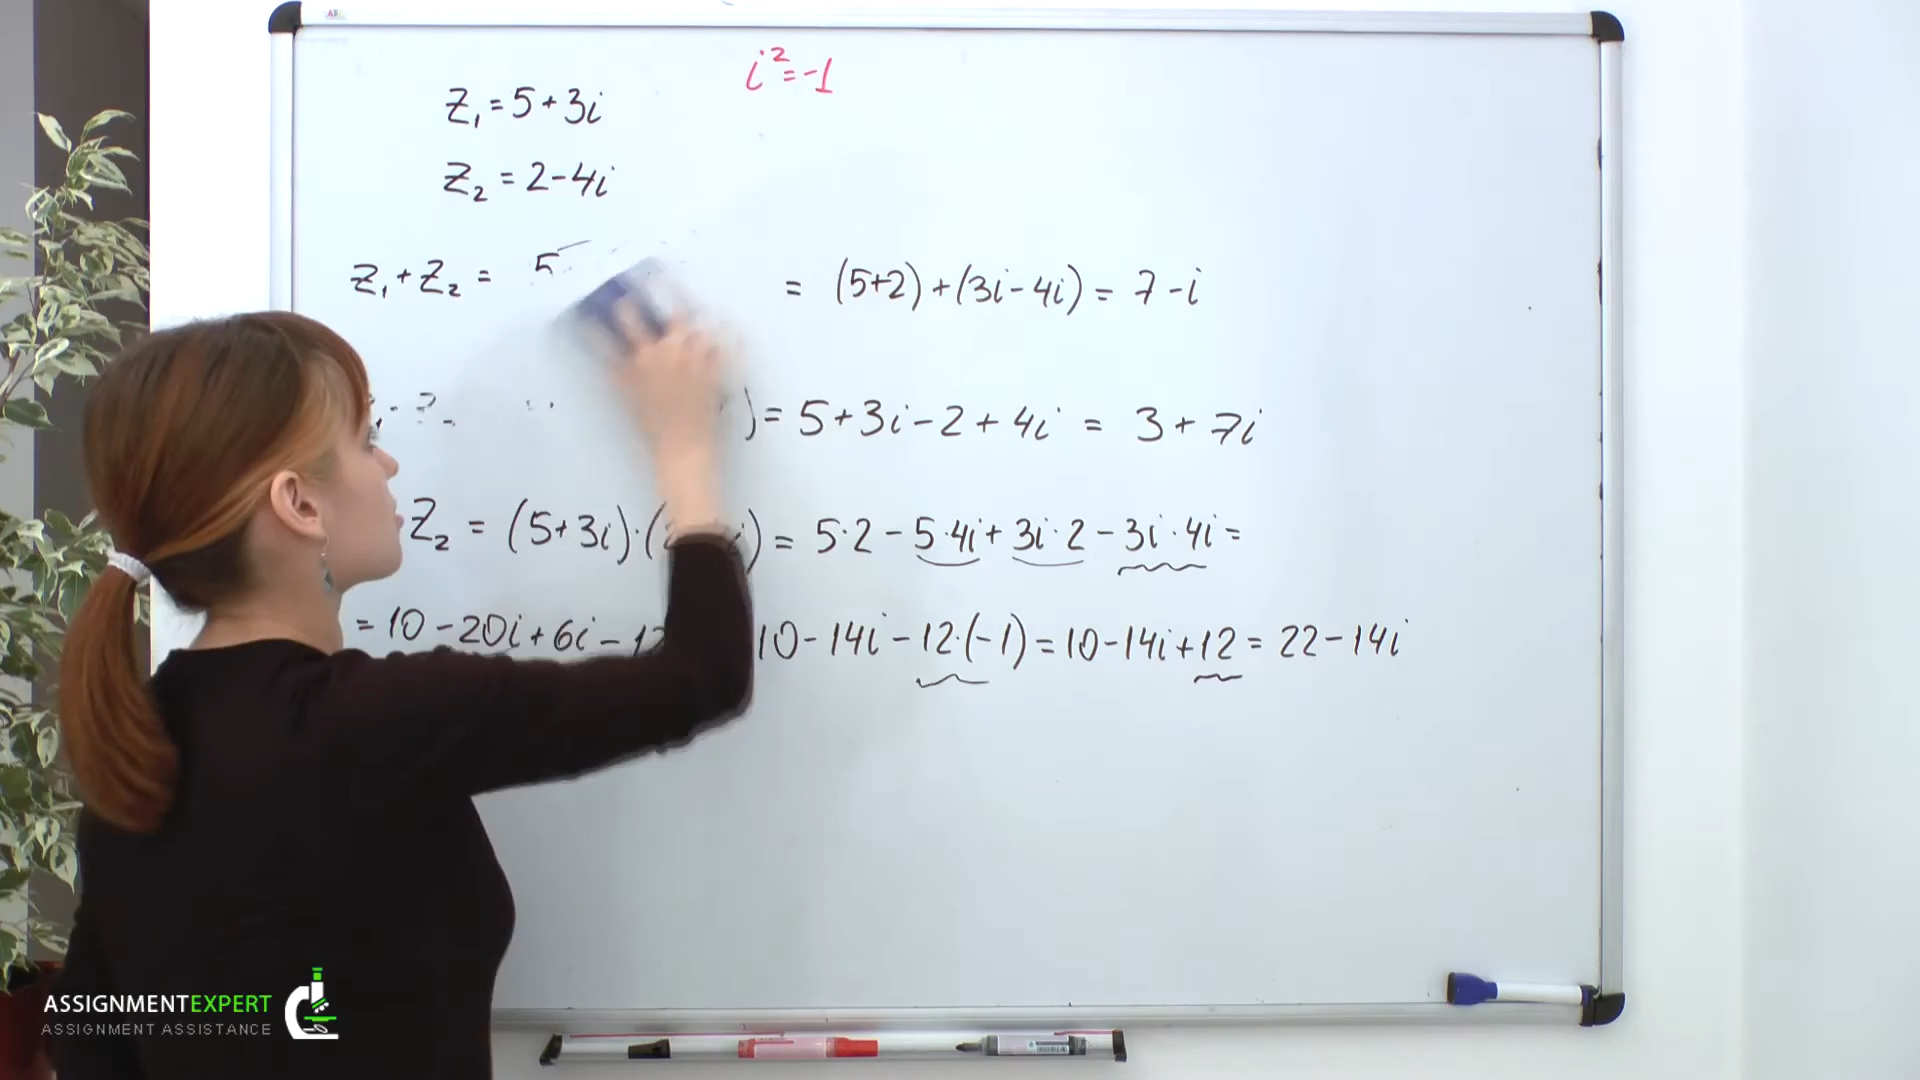 i²=-1
Z₁=5+3i
Z₂=2-4i
Z₁+Z₂= 5 = (5+2)+(3i-4i)=7-i
)=5+3i-2+4i=3+7i
Z₂=(5+3i)·( i)=5·2-5·4i+3i·2-3i·4i=
=10-20i+6i-12 10-14i-12·(-1)=10-14i+12=22-14i
ASSIGNMENTEXPERT
ASSIGNMENT ASSISTANCE